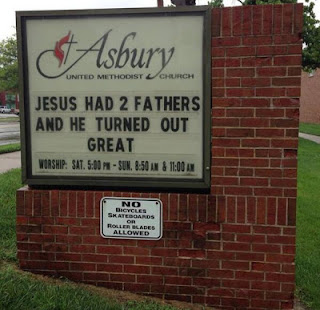 Asbury
UNITED METHODIST CHURCH
JESUS HAD 2 FATHERS
AND HE TURNED OUT
GREAT
WORSHIP: SAT. 5:00 PM - SUN. 8:50 AM & 11:00 AM
NO
BICYCLES
SKATEBOARDS
OR
ROLLER BLADES
ALLOWED